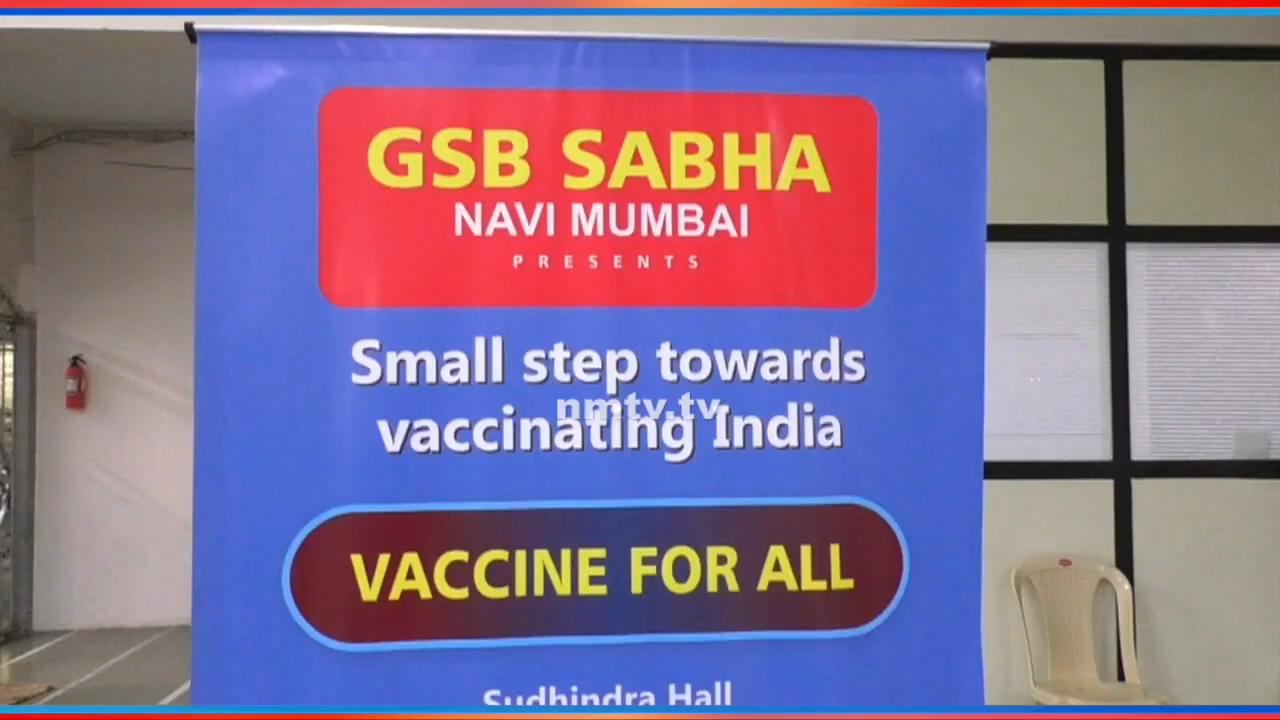 GSB SABHA
NAVI MUMBAI
PRESENTS
Small step towards
nmtv.tv
vaccinating India
VACCINE FOR ALL
Sudhindra Hall